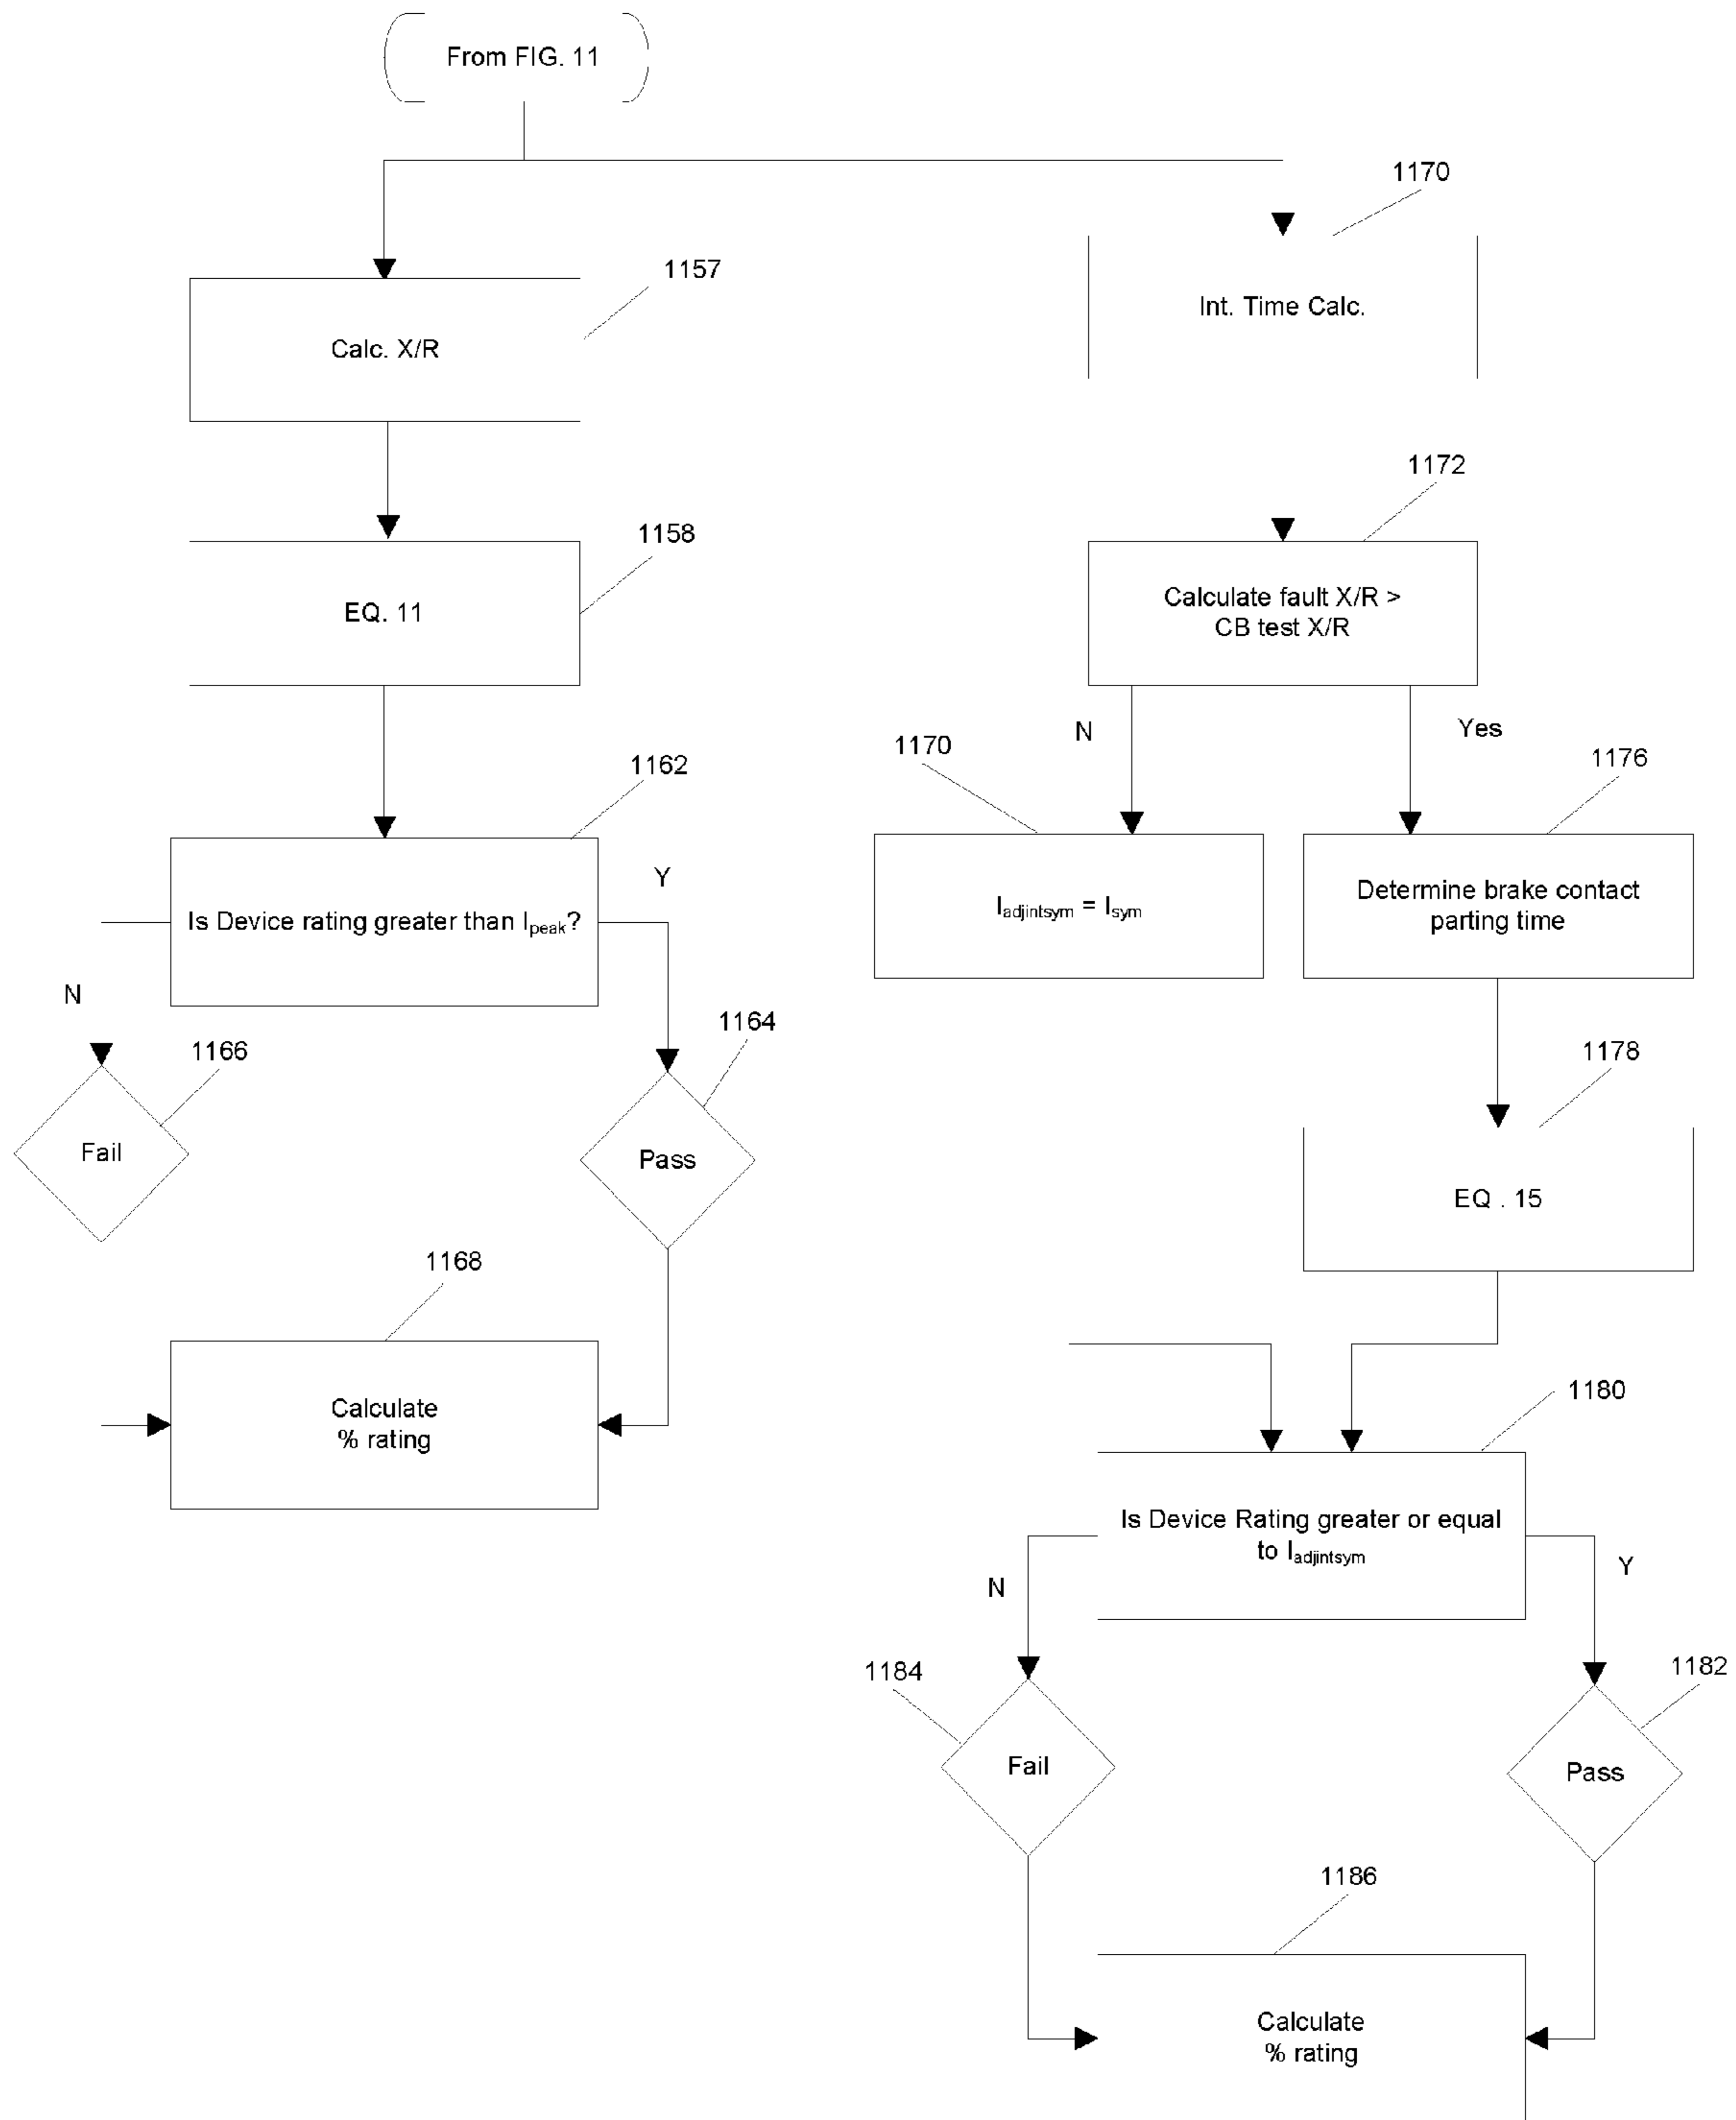 From FIG. 11
1170
1157
Int. Time Calc.
Calc. X/R
1172
1158
Calculate fault X/R >
CB test X/R
EQ. 11
N
Yes
1170
1162
1176
Y
Is Device rating greater than Ipeak?
Iadjintsym = Isym
Determine brake contact
parting time
N
1164
1166
1178
Fail
Pass
EQ . 15
1168
1180
Calculate
% rating
Is Device Rating greater or equal
to Iadjintsym
N
Y
1184
1182
Fail
Pass
1186
Calculate
% rating